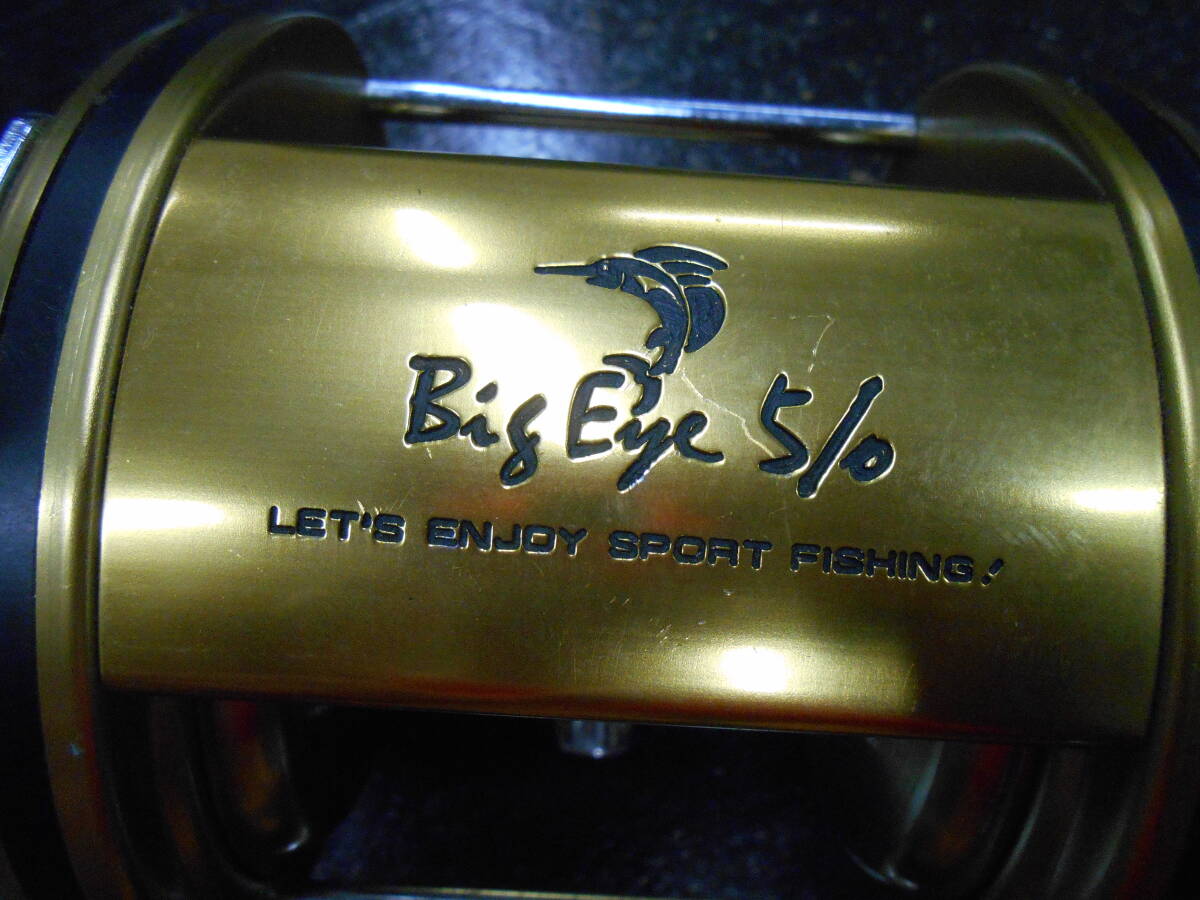 Big Eye 5/0
LET'S ENJOY SPORT FISHING!